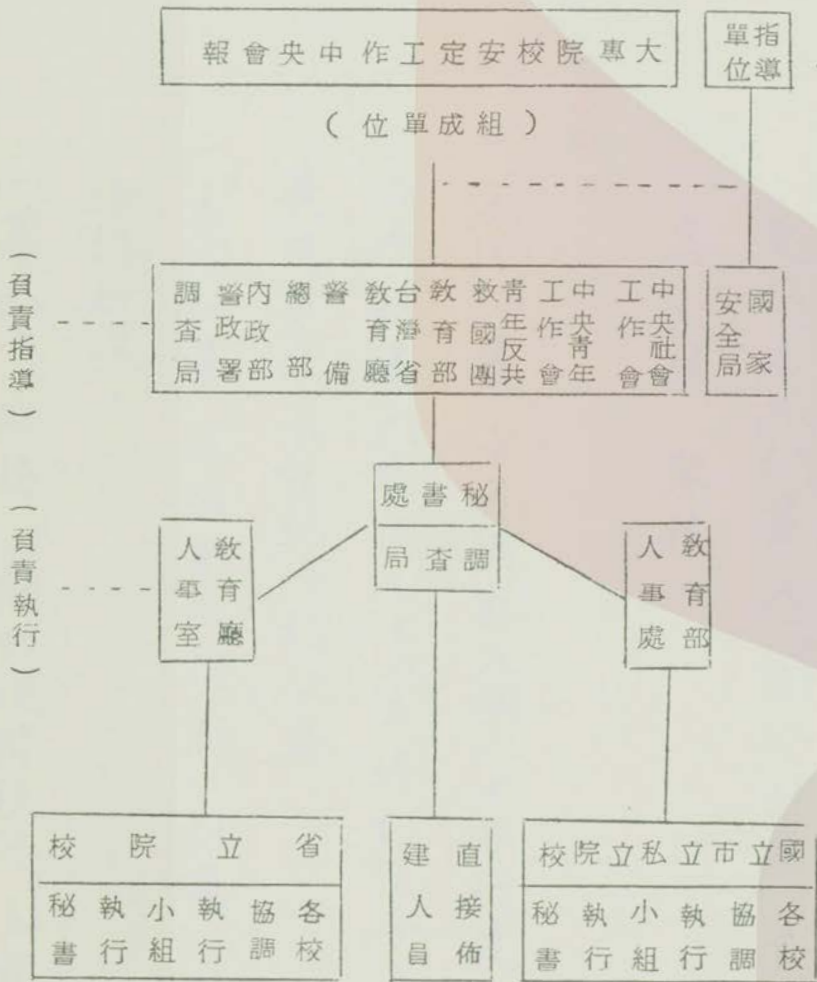 指導單位
大專院校安定工作中央會報
(組成單位)
國家安全局
中央社會工作會
中央青年工作會
青年反共救國團
教育部
台灣省教育廳
警備總部
內政部警政署
調查局
(負責指導)
秘書處
調查局
教育部人事處
教育廳人事室
(負責執行)
國立市立私立院校
各校協調執行小組執行秘書
直接佈建人員
省立院校
各校協調執行小組執行秘書